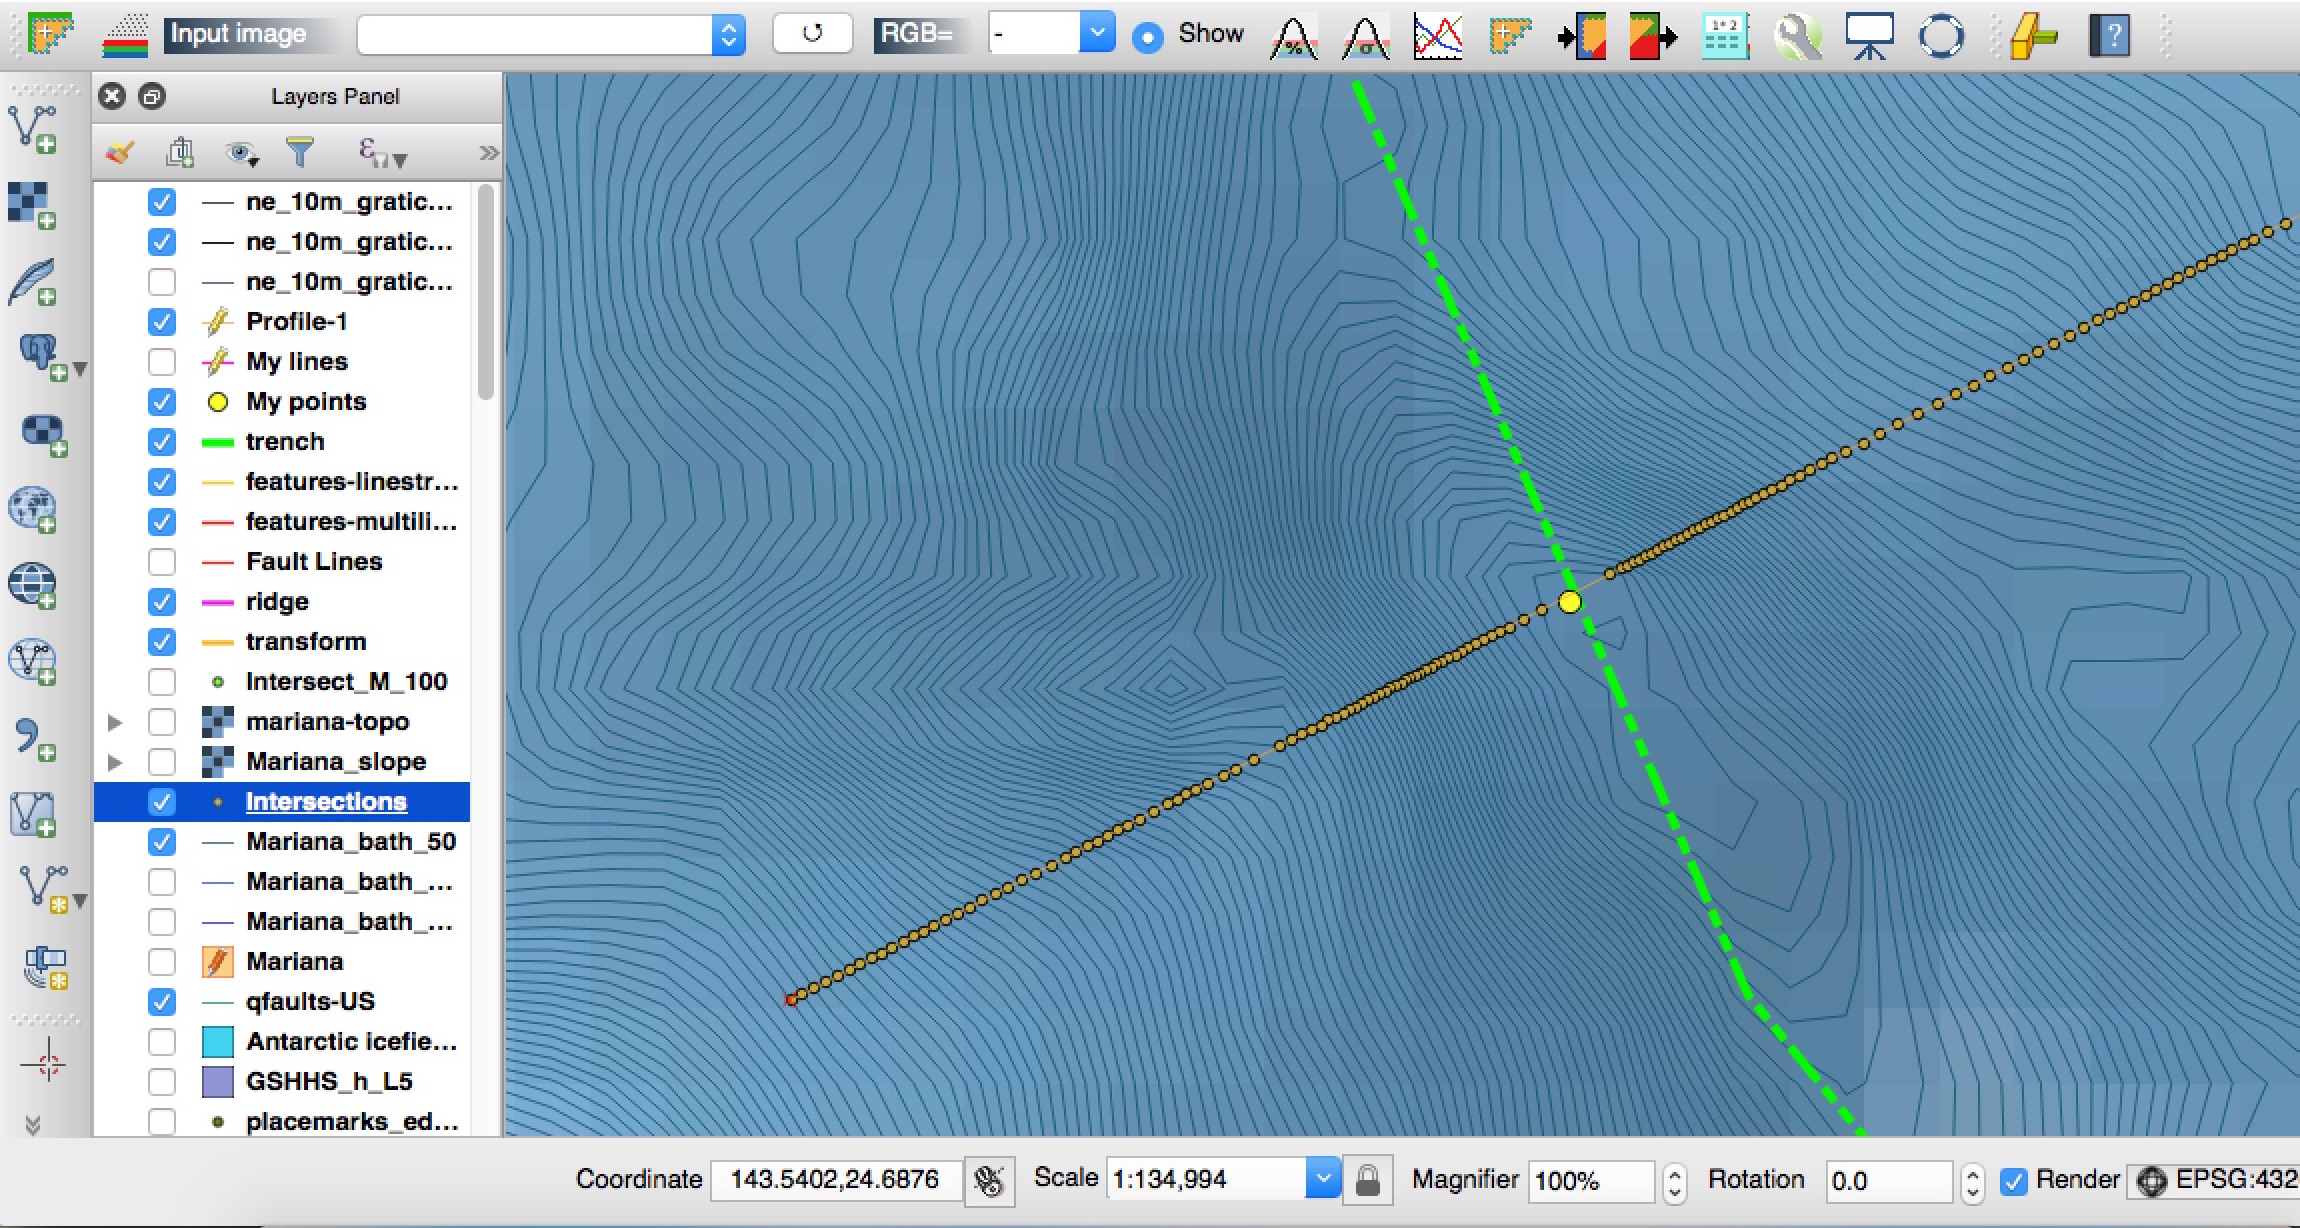 Input image
RGB=
-
Show
Layers Panel
ne_10m_gratic...
ne_10m_gratic...
ne_10m_gratic...
Profile-1
My lines
My points
trench
features-linestr...
features-multili...
Fault Lines
ridge
transform
Intersect_M_100
mariana-topo
Mariana_slope
Intersections
Mariana_bath_50
Mariana_bath_...
Mariana_bath_...
Mariana
qfaults-US
Antarctic icefie...
GSHHS_h_L5
placemarks_ed...
Coordinate 143.5402,24.6876 Scale 1:134,994 Magnifier 100% Rotation 0.0 Render EPSG:432